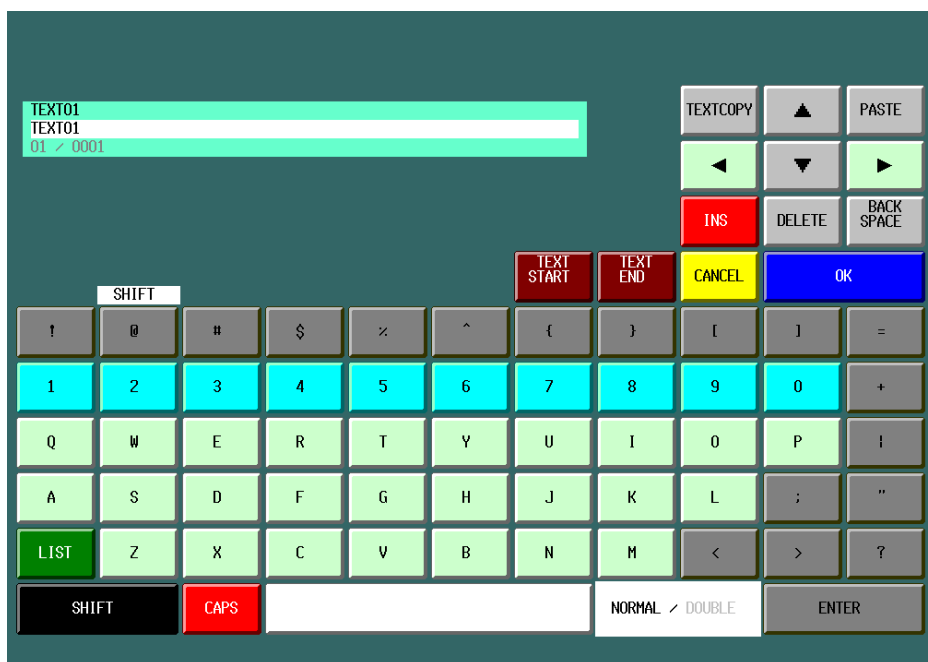 TEXT01
TEXT01
01 / 0001
TEXTCOPY ▲ PASTE
◀ ▼ ▶
INS DELETE BACK SPACE
TEXT START TEXT END CANCEL OK
SHIFT
! @ # $ % ^ { } [ ] =
1 2 3 4 5 6 7 8 9 0 +
Q W E R T Y U I O P ¦
A S D F G H J K L ; "
LIST Z X C V B N M < > ?
SHIFT CAPS NORMAL / DOUBLE ENTER